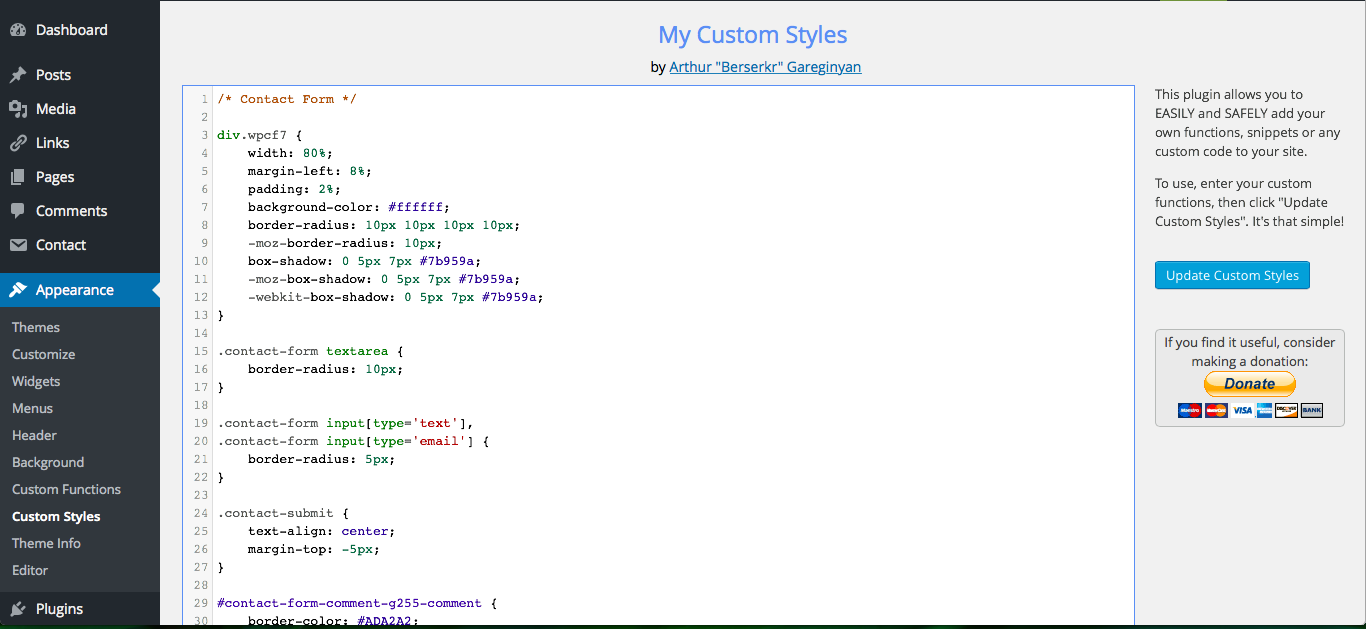 Dashboard
Posts
Media
Links
Pages
Comments
Contact
Appearance
Themes
Customize
Widgets
Menus
Header
Background
Custom Functions
Custom Styles
Theme Info
Editor
Plugins
My Custom Styles
by Arthur "Berserkr" Gareginyan
1 /* Contact Form */
2
3 div.wpcf7 {
4     width: 80%;
5     margin-left: 8%;
6     padding: 2%;
7     background-color: #ffffff;
8     border-radius: 10px 10px 10px 10px;
9     -moz-border-radius: 10px;
10     box-shadow: 0 5px 7px #7b959a;
11     -moz-box-shadow: 0 5px 7px #7b959a;
12     -webkit-box-shadow: 0 5px 7px #7b959a;
13 }
14
15 .contact-form textarea {
16     border-radius: 10px;
17 }
18
19 .contact-form input[type='text'],
20 .contact-form input[type='email'] {
21     border-radius: 5px;
22 }
23
24 .contact-submit {
25     text-align: center;
26     margin-top: -5px;
27 }
28
29 #contact-form-comment-g255-comment {
30     border-color: #ADA2A2;
This plugin allows you to
EASILY and SAFELY add your
own functions, snippets or any
custom code to your site.
To use, enter your custom
functions, then click "Update
Custom Styles". It's that simple!
Update Custom Styles
If you find it useful, consider
making a donation:
Donate
Maestro MasterCard VISA DISCOVER BANK